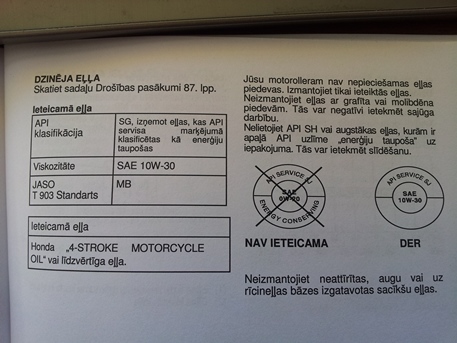 DZINĒJA EĻĻA
Skatiet sadaļu Drošības pasākumi 87. lpp.
Ieteicamā eļļa
API
klasifikācija
SG, izņemot eļļas, kas API
servisa marķējumā
klasificētas kā enerģiju
taupošas
Viskozitāte
SAE 10W-30
JASO
T 903 Standarts
MB
Ieteicamā eļļa
Honda „4-STROKE MOTORCYCLE
OIL“ vai līdzvērtīga eļļa.
Jūsu motorolleram nav nepieciešamas eļļas
piedevas. Izmantojiet tikai ieteiktās eļļas.
Neizmantojiet eļļas ar grafīta vai molibdēna
piedevām. Tās var negatīvi ietekmēt sajūga
darbību.
Nelietojiet API SH vai augstākas eļļas, kurām ir
apaļā API uzlīme „enerģiju taupoša“ uz
iepakojuma. Tās var ietekmēt slīdēšanu.
API SERVICE SJ
SAE
0W-20
ENERGY CONSERVING
NAV IETEICAMA
API SERVICE SJ
SAE
10W-30
DER
Neizmantojiet neattīrītas, augu vai uz
rīcineļļas bāzes izgatavotas sacīkšu eļļas.